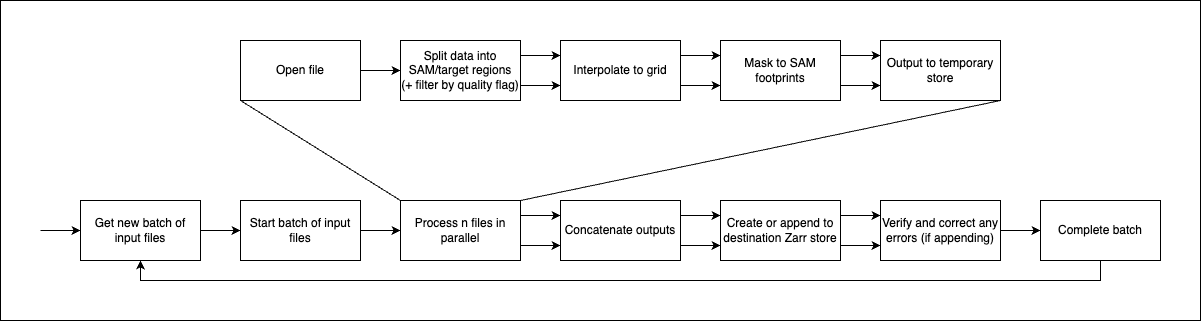 Open file
Split data into
SAM/target regions
(+ filter by quality flag)
Interpolate to grid
Mask to SAM
footprints
Output to temporary
store
Get new batch of
input files
Start batch of input
files
Process n files in
parallel
Concatenate outputs
Create or append to
destination Zarr store
Verify and correct any
errors (if appending)
Complete batch